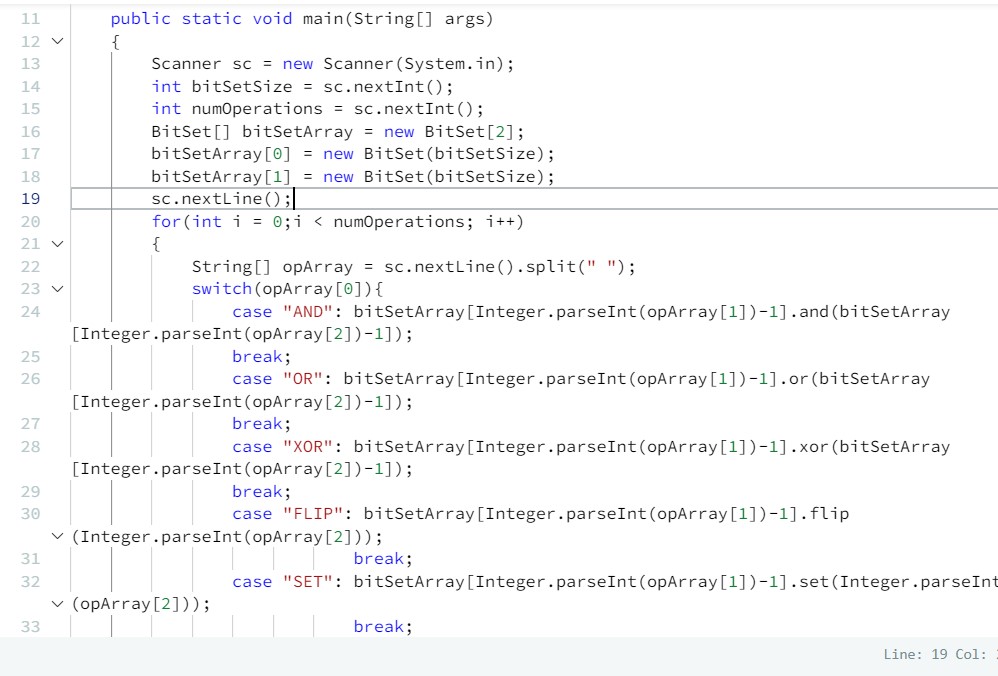 11 public static void main(String[] args)
12 {
13 Scanner sc = new Scanner(System.in);
14 int bitSetSize = sc.nextInt();
15 int numOperations = sc.nextInt();
16 BitSet[] bitSetArray = new BitSet[2];
17 bitSetArray[0] = new BitSet(bitSetSize);
18 bitSetArray[1] = new BitSet(bitSetSize);
19 sc.nextLine();
20 for(int i = 0;i < numOperations; i++)
21 {
22 String[] opArray = sc.nextLine().split(" ");
23 switch(opArray[0]){
24 case "AND": bitSetArray[Integer.parseInt(opArray[1])-1].and(bitSetArray
[Integer.parseInt(opArray[2])-1]);
25 break;
26 case "OR": bitSetArray[Integer.parseInt(opArray[1])-1].or(bitSetArray
[Integer.parseInt(opArray[2])-1]);
27 break;
28 case "XOR": bitSetArray[Integer.parseInt(opArray[1])-1].xor(bitSetArray
[Integer.parseInt(opArray[2])-1]);
29 break;
30 case "FLIP": bitSetArray[Integer.parseInt(opArray[1])-1].flip
(Integer.parseInt(opArray[2]));
31 break;
32 case "SET": bitSetArray[Integer.parseInt(opArray[1])-1].set(Integer.parseInt
(opArray[2]));
33 break;
Line: 19 Col: